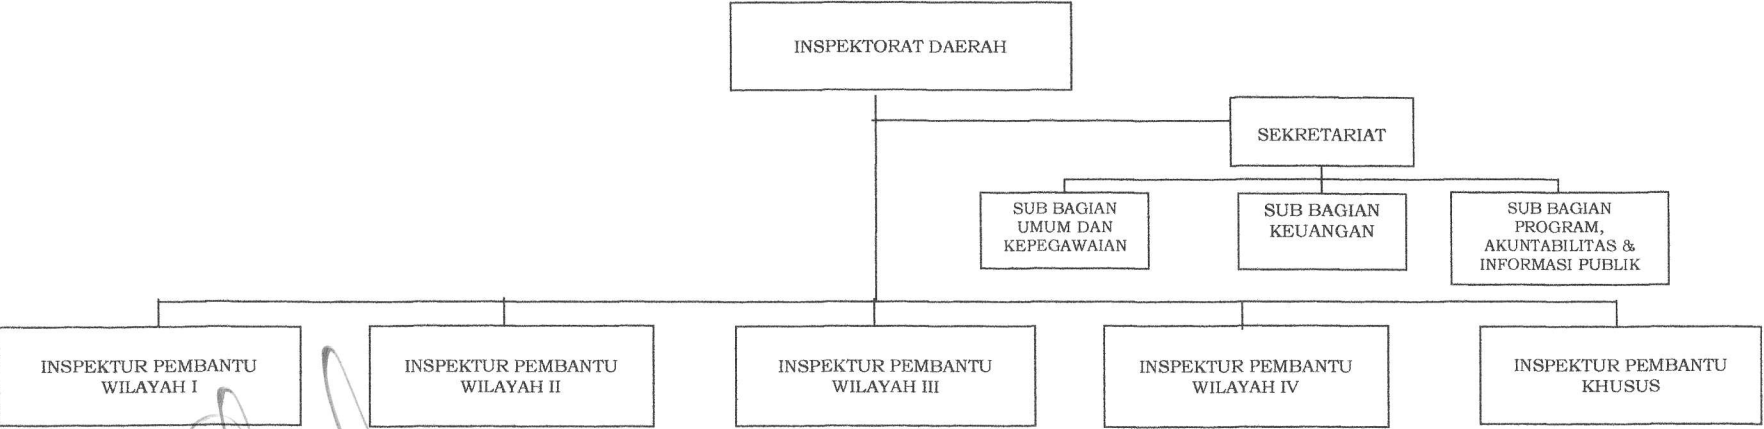 INSPEKTORAT DAERAH
SEKRETARIAT
SUB BAGIAN
UMUM DAN
KEPEGAWAIAN
SUB BAGIAN
KEUANGAN
SUB BAGIAN
PROGRAM,
AKUNTABILITAS &
INFORMASI PUBLIK
INSPEKTUR PEMBANTU
WILAYAH I
INSPEKTUR PEMBANTU
WILAYAH II
INSPEKTUR PEMBANTU
WILAYAH III
INSPEKTUR PEMBANTU
WILAYAH IV
INSPEKTUR PEMBANTU
KHUSUS